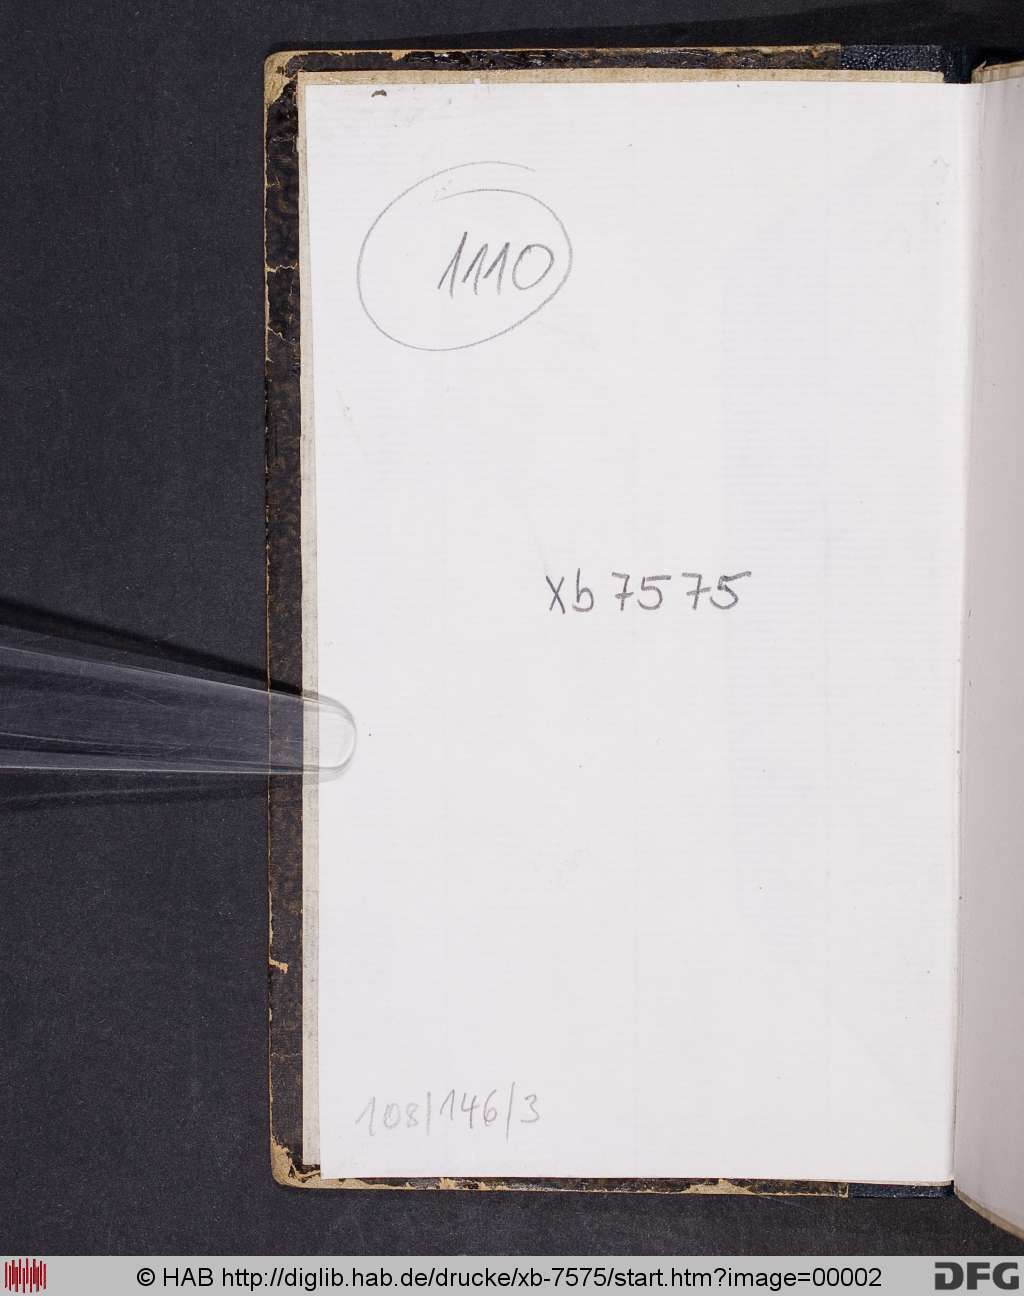 1110
Xb 7575
108/146/3
© HAB http://diglib.hab.de/drucke/xb-7575/start.htm?image=00002
DFG